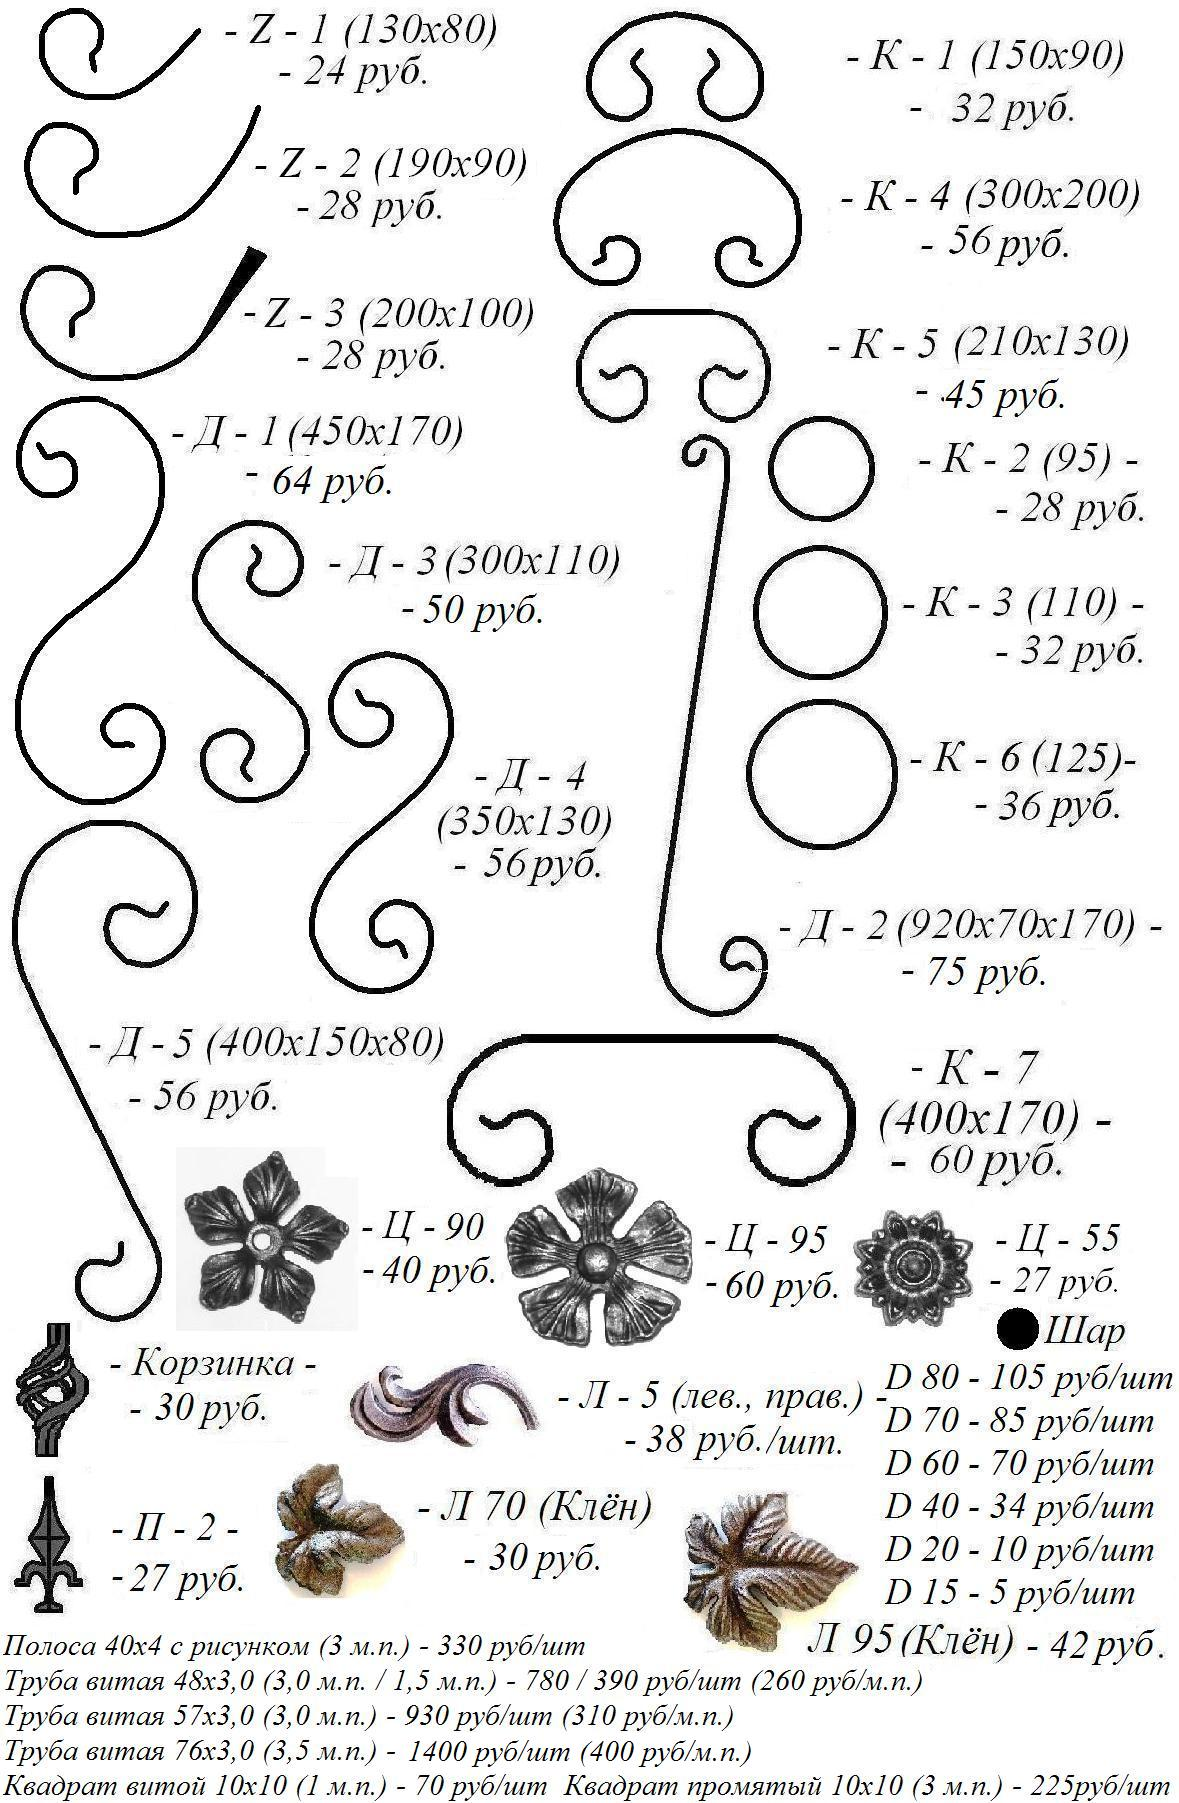 - Z - 1 (130x80)
- 24 руб.
- Z - 2 (190x90)
- 28 руб.
- Z - 3 (200x100)
- 28 руб.
- Д - 1 (450x170)
- 64 руб.
- Д - 3 (300x110)
- 50 руб.
- Д - 4
(350x130)
- 56 руб.
- Д - 5 (400x150x80)
- 56 руб.
- К - 1 (150x90)
- 32 руб.
- К - 4 (300x200)
- 56 руб.
- К - 5 (210x130)
- 45 руб.
- К - 2 (95) -
- 28 руб.
- К - 3 (110) -
- 32 руб.
- К - 6 (125)-
- 36 руб.
- Д - 2 (920x70x170) -
- 75 руб.
- К - 7
(400x170) -
- 60 руб.
- Ц - 90
- 40 руб.
- Ц - 95
- 60 руб.
- Ц - 55
- 27 руб.
- Корзинка -
- 30 руб.
- Л - 5 (лев., прав.) -
- 38 руб./шт.
Шар
D 80 - 105 руб/шт
D 70 - 85 руб/шт
D 60 - 70 руб/шт
D 40 - 34 руб/шт
D 20 - 10 руб/шт
D 15 - 5 руб/шт
- П - 2 -
- 27 руб.
- Л 70 (Клён)
- 30 руб.
Л 95 (Клён) - 42 руб.
Полоса 40х4 с рисунком (3 м.п.) - 330 руб/шт
Труба витая 48х3,0 (3,0 м.п. / 1,5 м.п.) - 780 / 390 руб/шт (260 руб/м.п.)
Труба витая 57х3,0 (3,0 м.п.) - 930 руб/шт (310 руб/м.п.)
Труба витая 76х3,0 (3,5 м.п.) - 1400 руб/шт (400 руб/м.п.)
Квадрат витой 10х10 (1 м.п.) - 70 руб/шт Квадрат промятый 10х10 (3 м.п.) - 225руб/шт